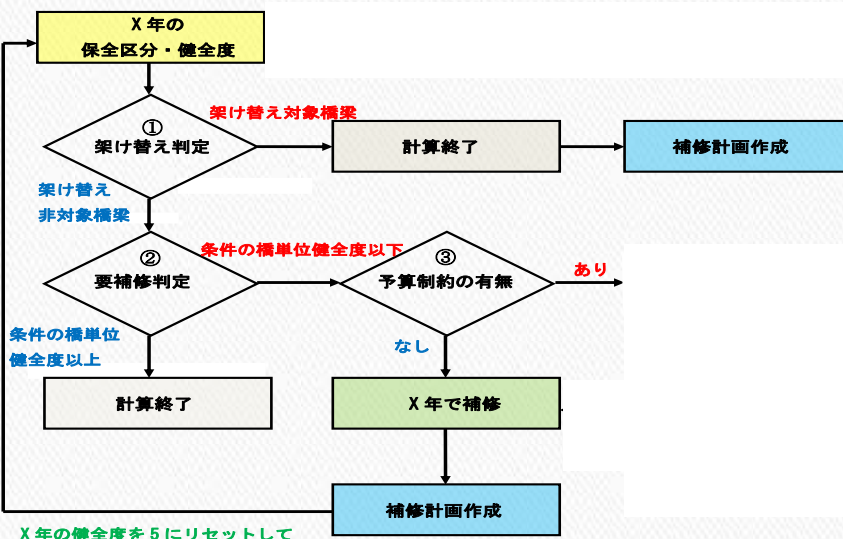 X 年の
保全区分・健全度
架け替え対象橋梁
①
架け替え判定
計算終了
補修計画作成
架け替え
非対象橋梁
②
要補修判定
条件の橋単位健全度以下
③
予算制約の有無
あり
条件の橋単位
健全度以上
なし
計算終了
X 年で補修
補修計画作成
X 年の健全度を 5 にリセットして